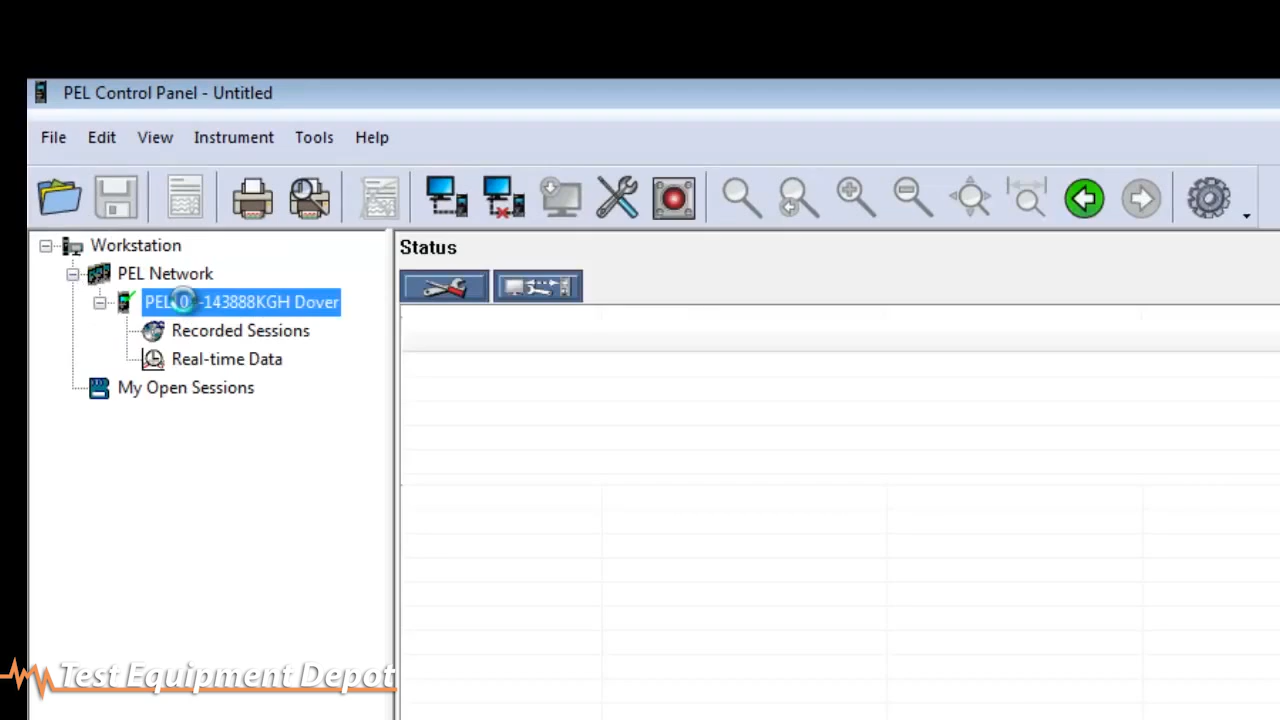 PEL Control Panel - Untitled
File Edit View Instrument Tools Help
Workstation
Status
PEL Network
-143888KGH Dover
Recorded Sessions
Real-time Data
My Open Sessions
Test Equipment Depot